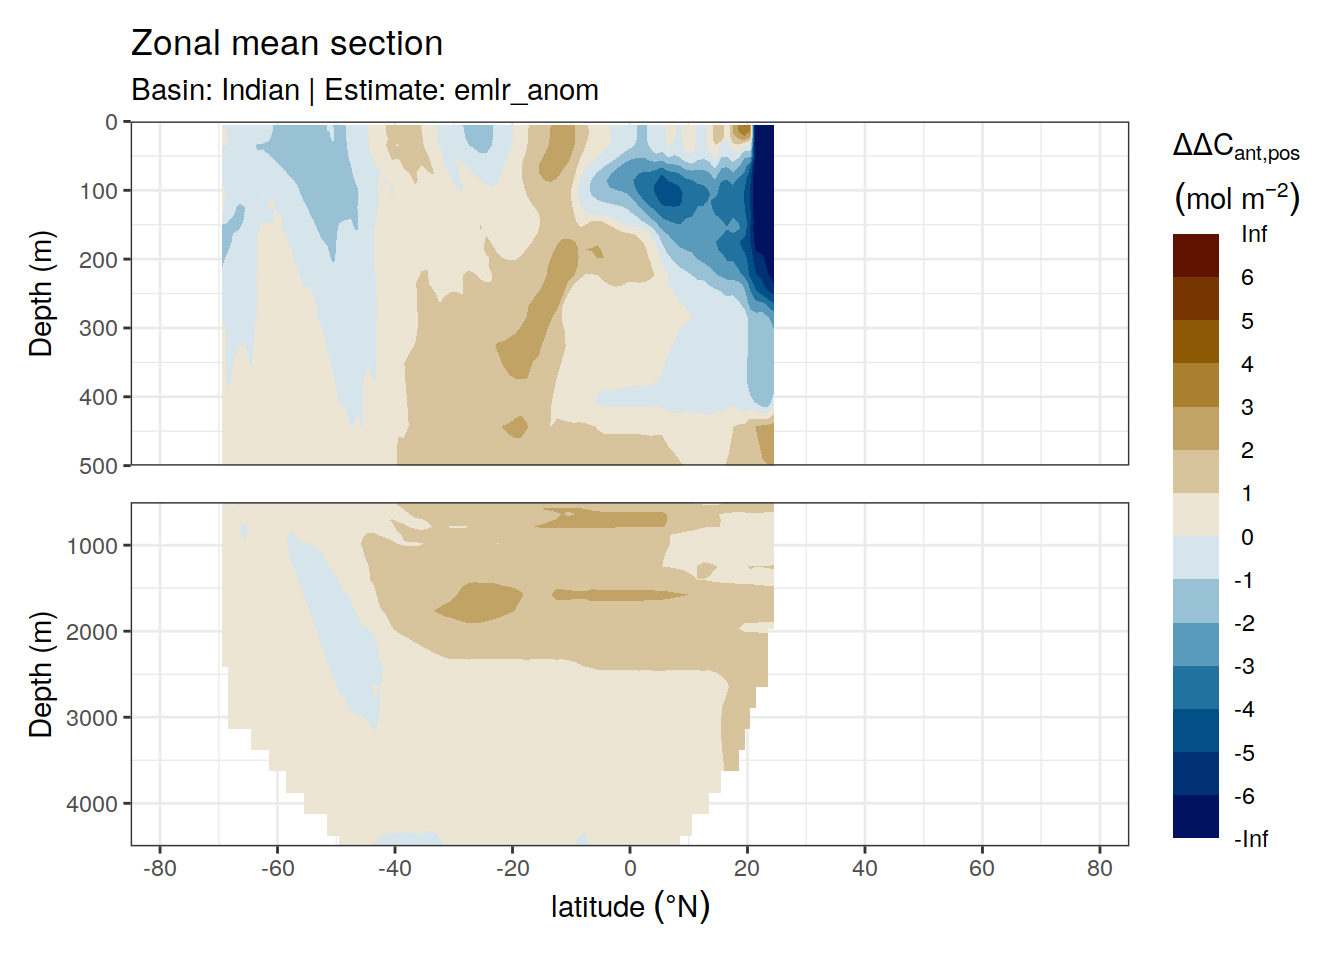 Zonal mean section
Basin: Indian | Estimate: emlr_anom
0
100
200
300
400
500
Depth (m)
1000
2000
3000
4000
Depth (m)
-80 -60 -40 -20 0 20 40 60 80
latitude (°N)
ΔΔCant,pos
(mol m−2)
Inf
6
5
4
3
2
1
0
-1
-2
-3
-4
-5
-6
-Inf